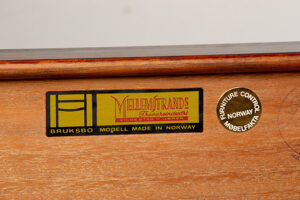 MELLEMSTRANDS
BRUKSBO MODELL MADE IN NORWAY
FURNITURE CONTROL
NORWAY
MØBELFAKTA